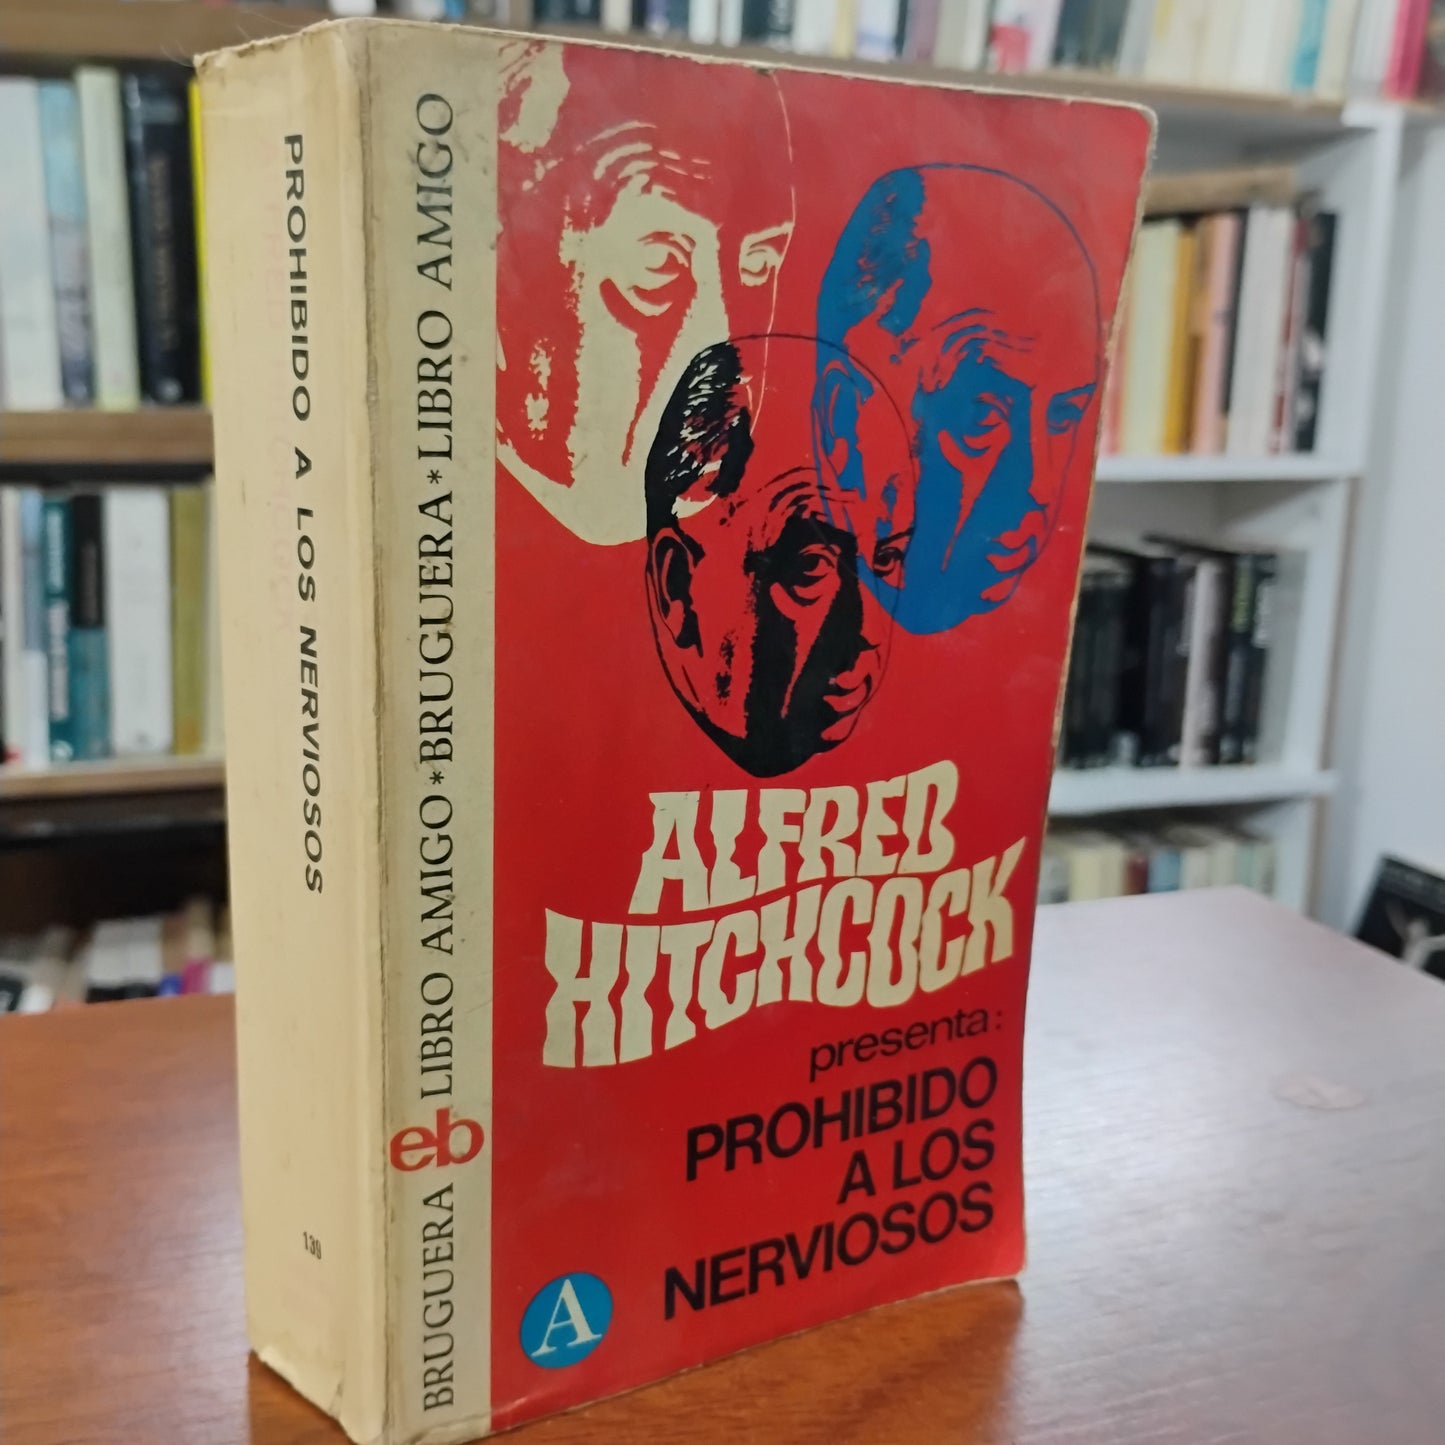 PROHIBIDO A LOS NERVIOSOS
139
BRUGUERA eb LIBRO AMIGO * BRUGUERA * LIBRO AMIGO
ALFRED
HITCHCOCK
presenta:
PROHIBIDO
A LOS
NERVIOSOS
A